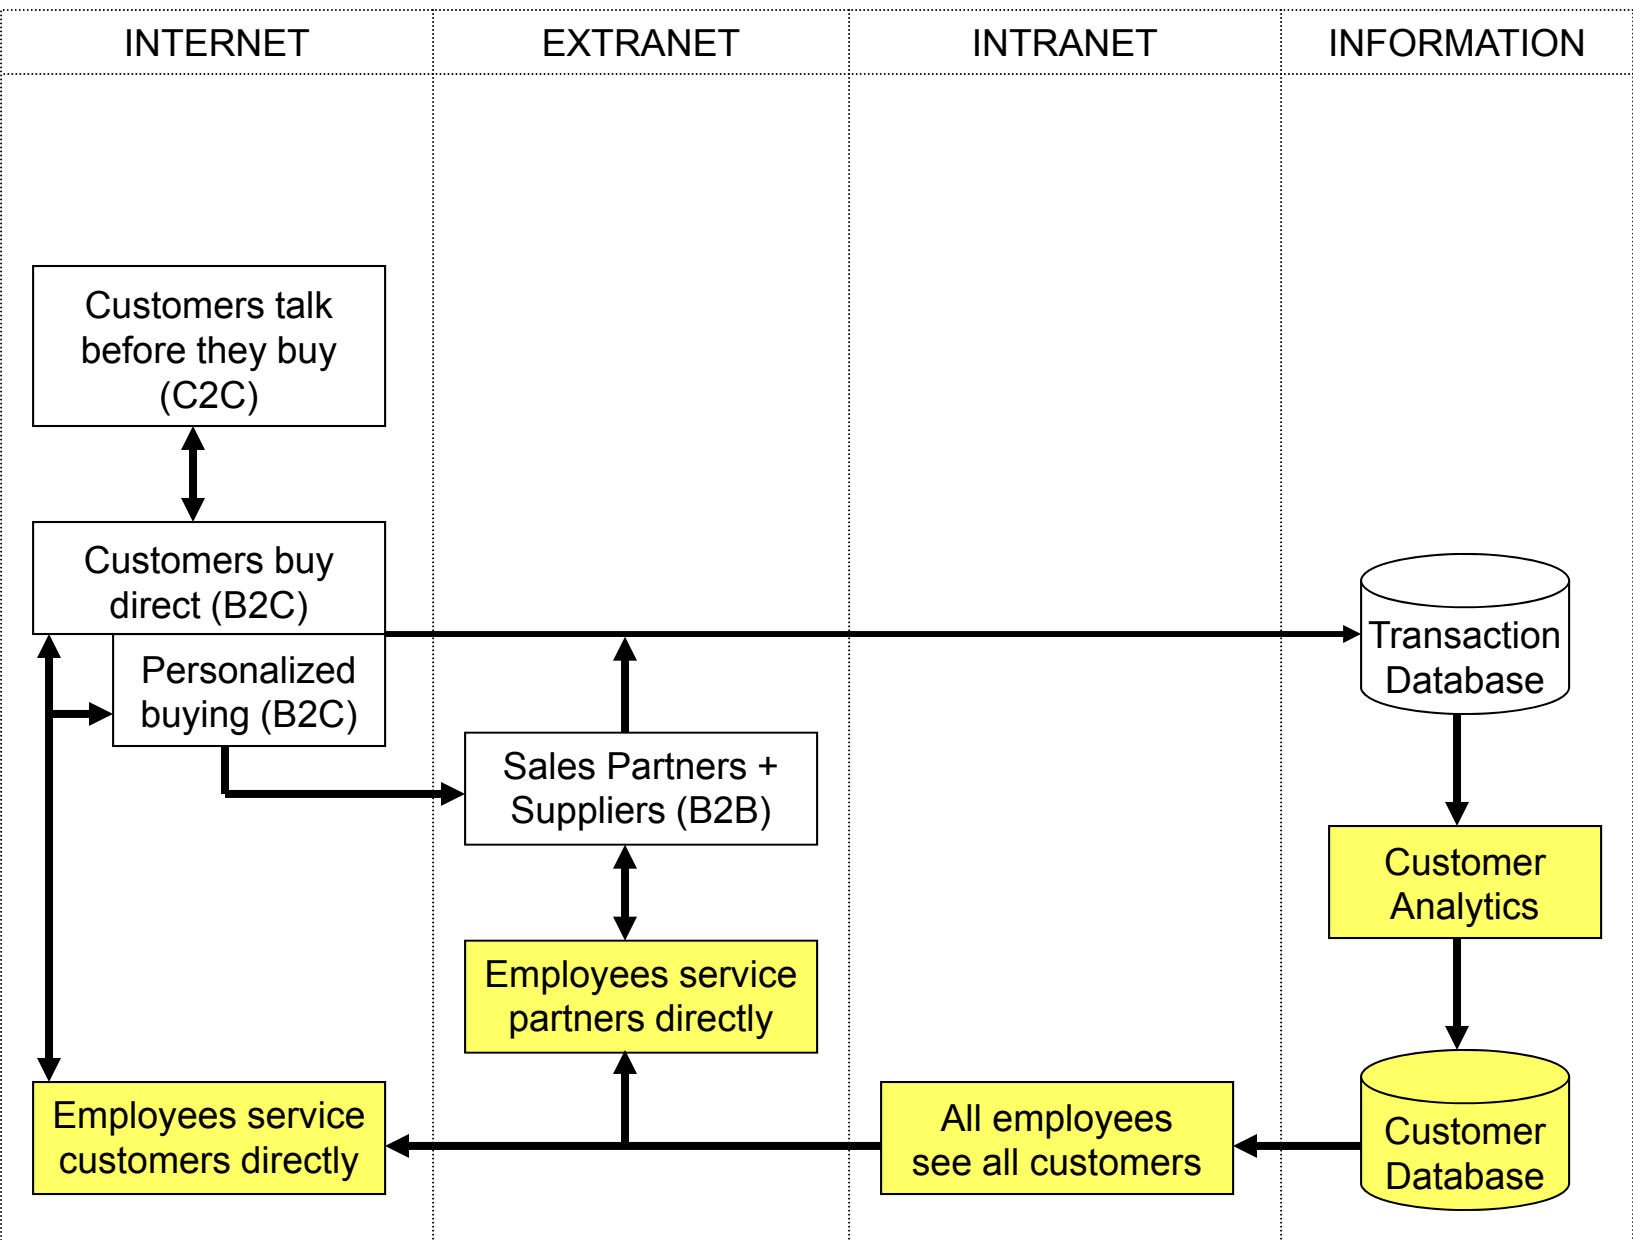 INTERNET
EXTRANET
INTRANET
INFORMATION
Customers talk
before they buy
(C2C)
Customers buy
direct (B2C)
Personalized
buying (B2C)
Sales Partners +
Suppliers (B2B)
Employees service
partners directly
Employees service
customers directly
All employees
see all customers
Transaction
Database
Customer
Analytics
Customer
Database